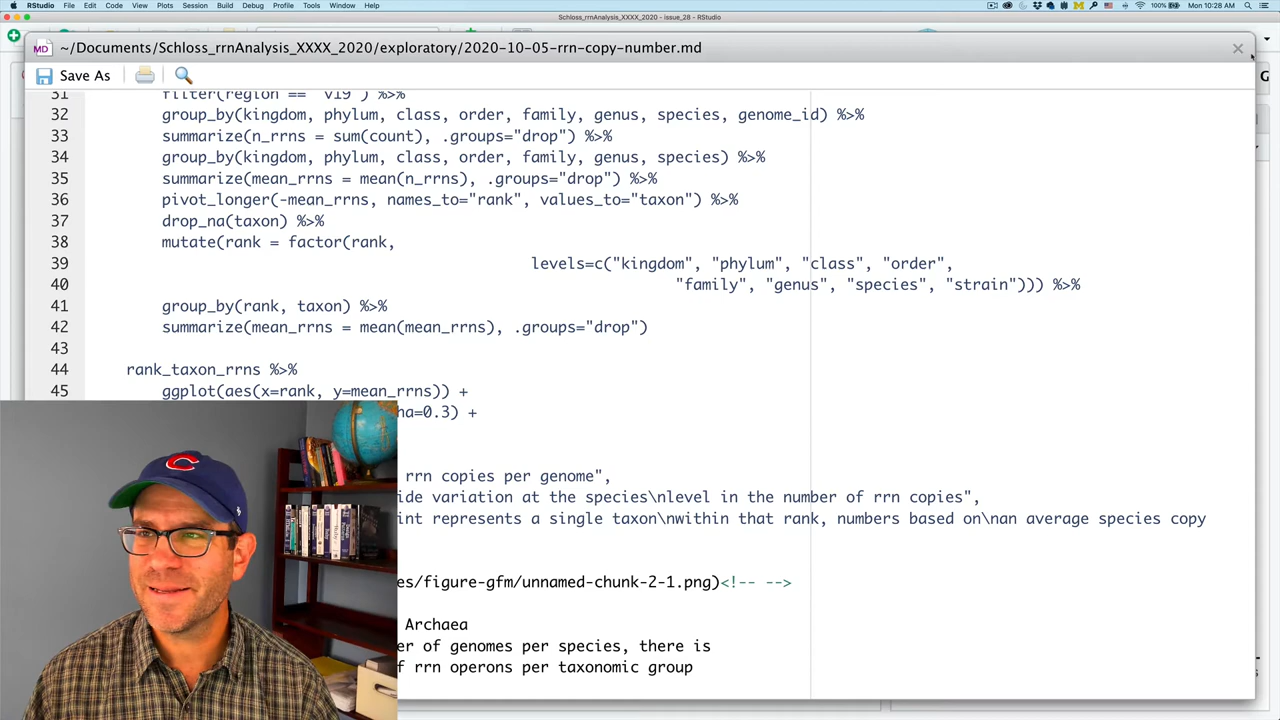 RStudio File Edit Code View Plots Session Build Debug Profile Tools Window Help
100% Mon 10:28 AM
Schloss_rrnAnalysis_XXXX_2020 - issue_28 - RStudio
MD ~/Documents/Schloss_rrnAnalysis_XXXX_2020/exploratory/2020-10-05-rrn-copy-number.md
Save As
31 filter(region == "v19") %>%
32 group_by(kingdom, phylum, class, order, family, genus, species, genome_id) %>%
33 summarize(n_rrns = sum(count), .groups="drop") %>%
34 group_by(kingdom, phylum, class, order, family, genus, species) %>%
35 summarize(mean_rrns = mean(n_rrns), .groups="drop") %>%
36 pivot_longer(-mean_rrns, names_to="rank", values_to="taxon") %>%
37 drop_na(taxon) %>%
38 mutate(rank = factor(rank,
39 levels=c("kingdom", "phylum", "class", "order",
40 "family", "genus", "species", "strain"))) %>%
41 group_by(rank, taxon) %>%
42 summarize(mean_rrns = mean(mean_rrns), .groups="drop")
43
44 rank_taxon_rrns %>%
45 ggplot(aes(x=rank, y=mean_rrns)) +
na=0.3) +
rrn copies per genome",
ide variation at the species\nlevel in the number of rrn copies",
int represents a single taxon\nwithin that rank, numbers based on\nan average species copy
es/figure-gfm/unnamed-chunk-2-1.png)<!-- -->
Archaea
er of genomes per species, there is
f rrn operons per taxonomic group
C